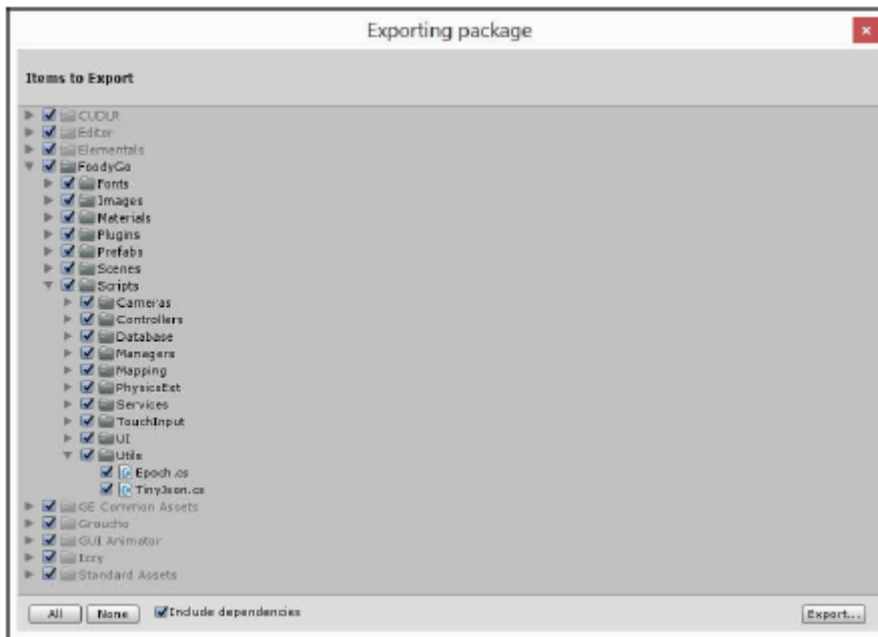 Exporting package
Items to Export
CUDLR
Editor
Elementals
FoodyGo
Fonts
Images
Materials
Plugins
Prefabs
Scenes
Scripts
Cameras
Controllers
Database
Managers
Mapping
PhysicsExt
Services
TouchInput
UI
Utils
Epoch.cs
TinyJson.cs
GE Common Assets
Groucho
GUI Animator
Izzy
Standard Assets
All None Include dependencies Export...